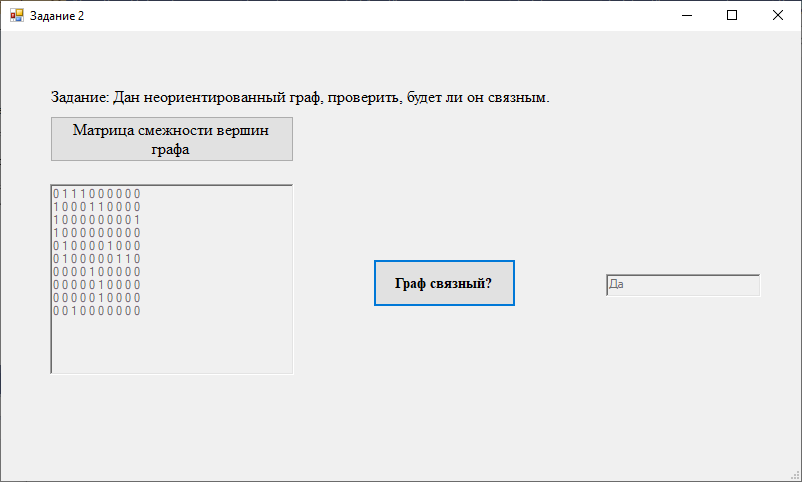 Задание 2
Задание: Дан неориентированный граф, проверить, будет ли он связным.
Матрица смежности вершин
графа
0 1 1 1 0 0 0 0 0 0
1 0 0 0 1 1 0 0 0 0
1 0 0 0 0 0 0 0 0 1
1 0 0 0 0 0 0 0 0 0
0 1 0 0 0 0 1 0 0 0
0 1 0 0 0 0 0 1 1 0
0 0 0 0 1 0 0 0 0 0
0 0 0 0 0 1 0 0 0 0
0 0 0 0 0 1 0 0 0 0
0 0 1 0 0 0 0 0 0 0
Граф связный?
Да